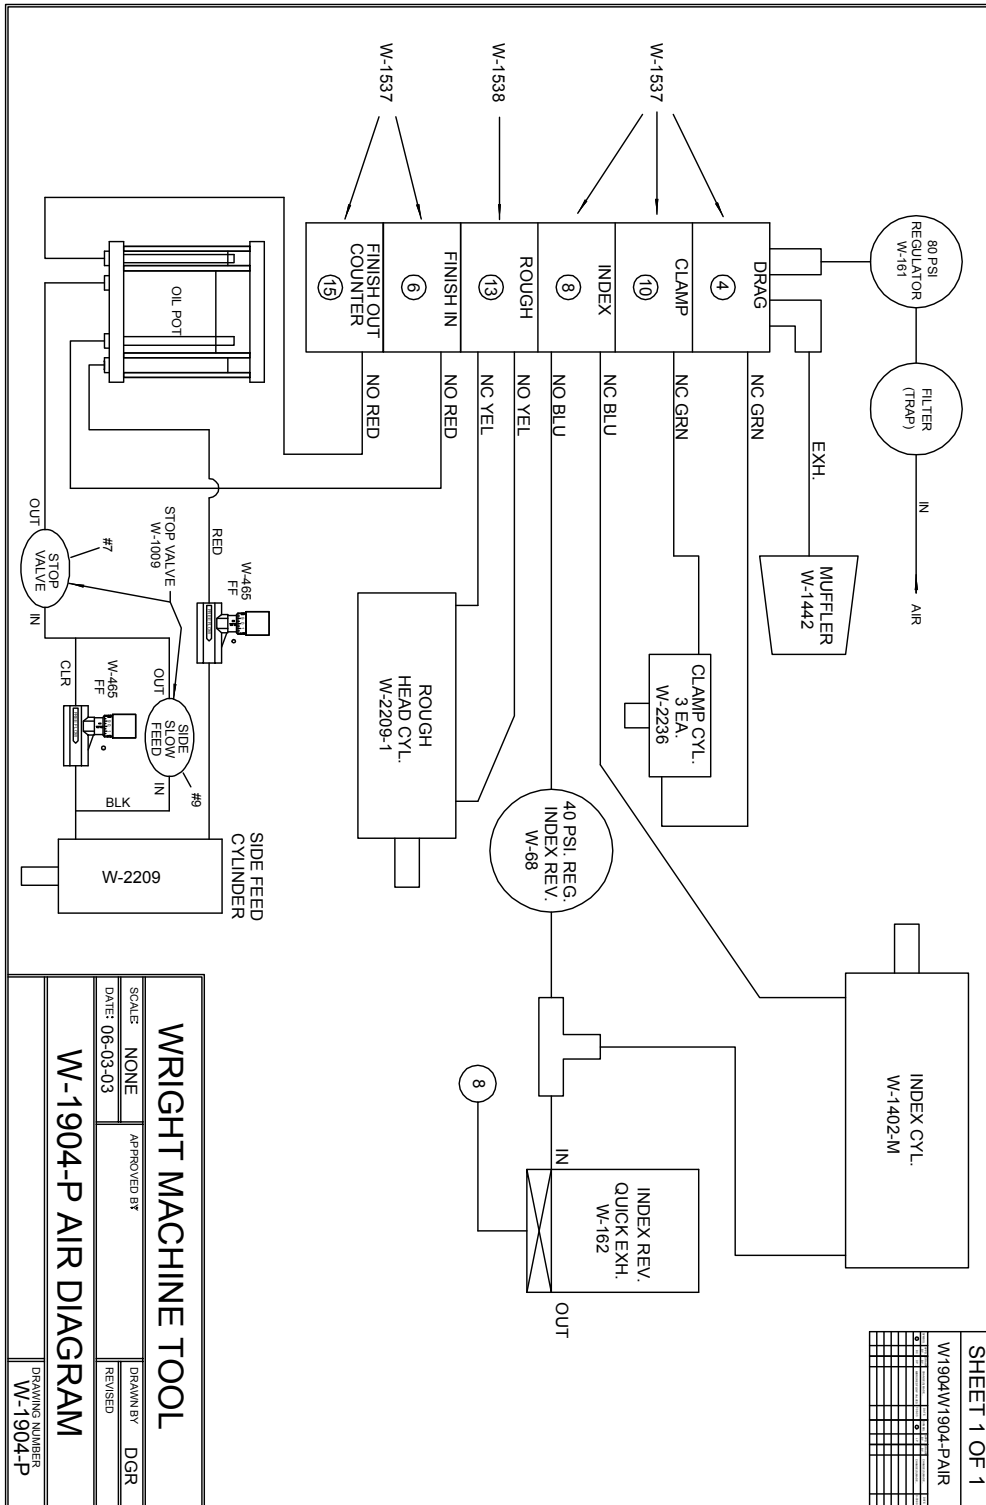 SHEET 1 OF 1
W1904W1904-PAIR
80 PSI
REGULATOR
W-161
FILTER
(TRAP)
IN
AIR
EXH.
MUFFLER
W-1442
W-1537
W-1538
W-1537
DRAG
4
CLAMP
10
INDEX
8
ROUGH
13
FINISH IN
6
FINISH OUT
COUNTER
15
NC GRN
NC GRN
NC BLU
NO BLU
NO YEL
NC YEL
NO RED
NO RED
CLAMP CYL.
3 EA.
W-2236
INDEX CYL.
W-1402-M
40 PSI. REG.
INDEX REV.
W-68
ROUGH
HEAD CYL.
W-2209-1
IN
INDEX REV.
QUICK EXH.
W-162
OUT
8
OIL POT
OUT
#7
STOP
VALVE
IN
STOP VALVE
W-1009
RED
W-465
FF
CLR
W-465
FF
OUT
SIDE
SLOW
FEED
IN
#9
BLK
W-2209
SIDE FEED
CYLINDER
WRIGHT MACHINE TOOL
SCALE: NONE
APPROVED BY:
DRAWN BY DGR
DATE: 06-03-03
REVISED
W-1904-P AIR DIAGRAM
DRAWING NUMBER
W-1904-P